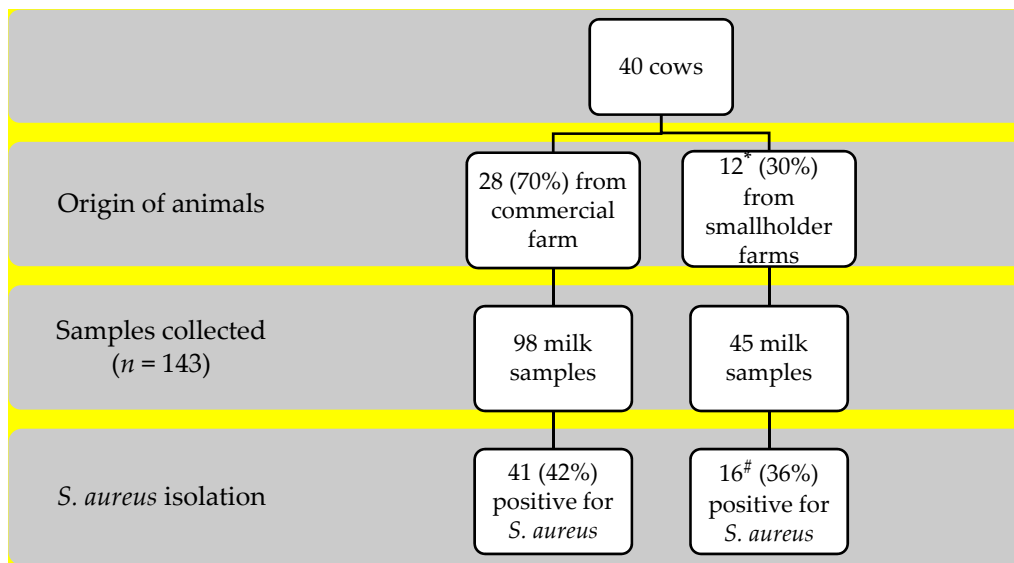 40 cows
Origin of animals
28 (70%) from
commercial
farm
12* (30%)
from
smallholder
farms
Samples collected
(n = 143)
98 milk
samples
45 milk
samples
S. aureus isolation
41 (42%)
positive for
S. aureus
16# (36%)
positive for
S. aureus